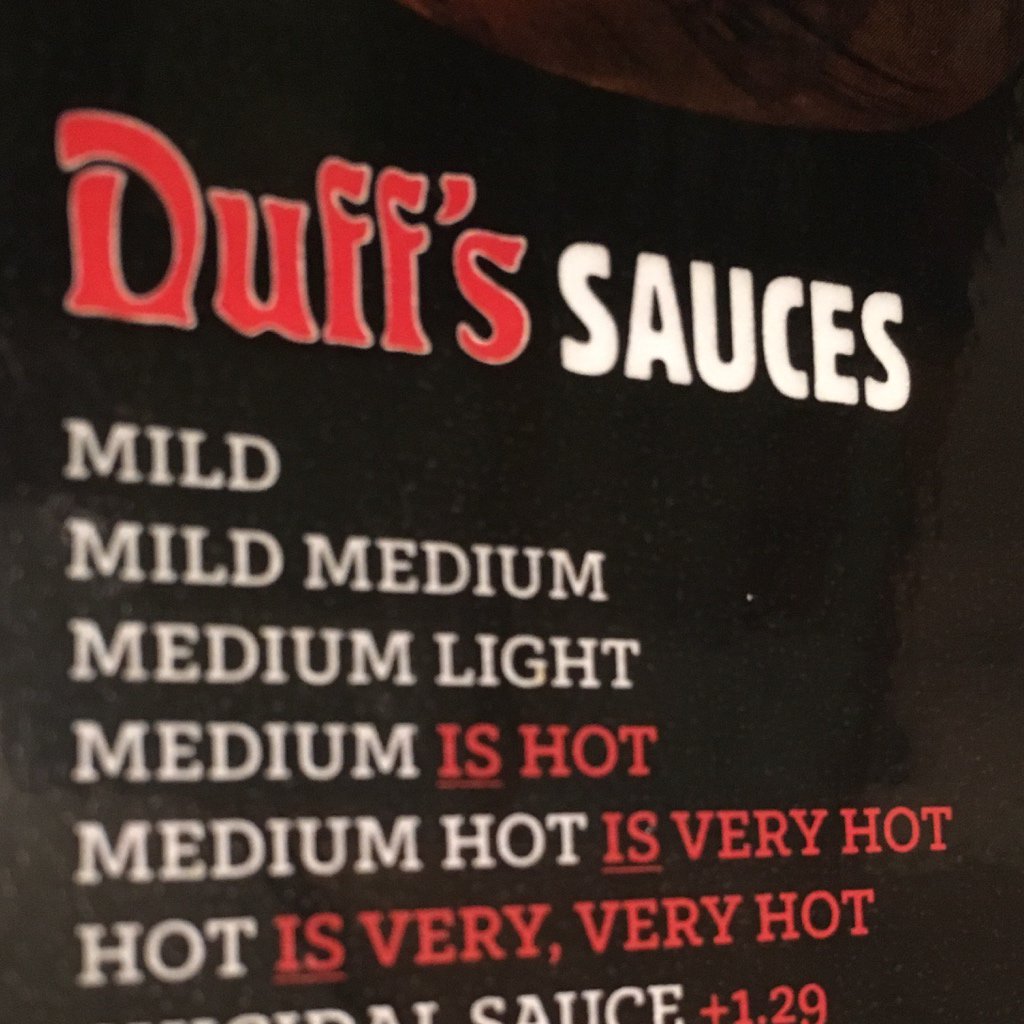 Duff's SAUCES
MILD
MILD MEDIUM
MEDIUM LIGHT
MEDIUM IS HOT
MEDIUM HOT IS VERY HOT
HOT IS VERY, VERY HOT
SUICIDAL SAUCE +1.29